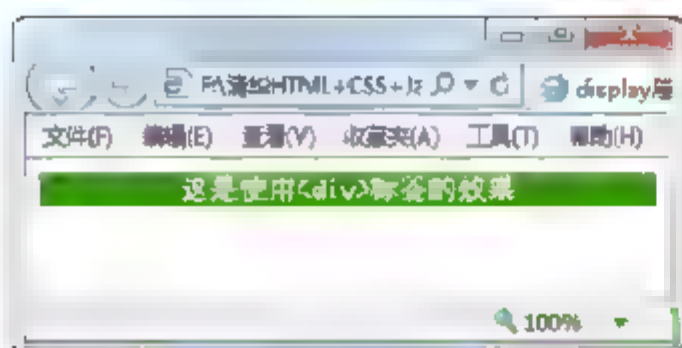 F:\清华HTML+CSS+Ja display属
文件(F) 编辑(E) 查看(V) 收藏夹(A) 工具(T) 帮助(H)
这是使用<div>标签的效果
100%